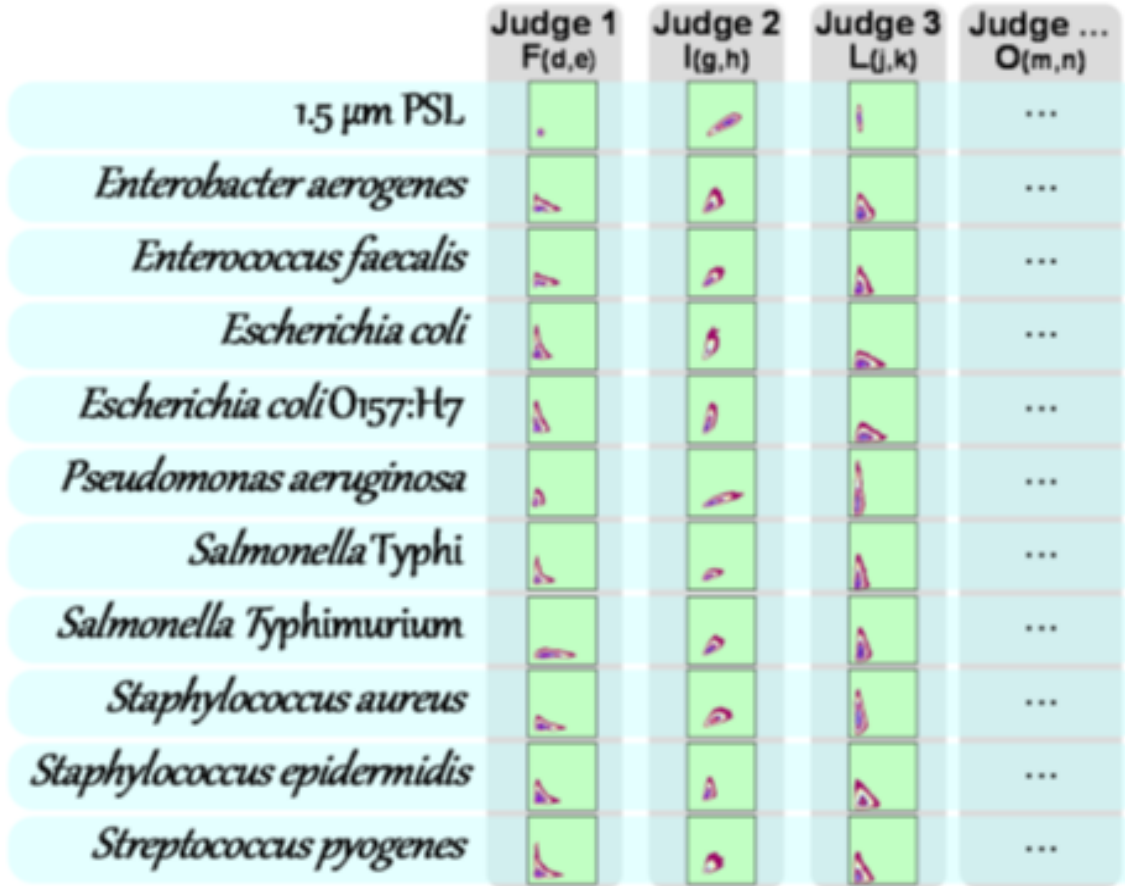 Judge 1 Judge 2 Judge 3 Judge ...
F(d,e) I(g,h) L(j,k) O(m,n)
1.5 µm PSL ...
Enterobacter aerogenes ...
Enterococcus faecalis ...
Escherichia coli ...
Escherichia coli O157:H7 ...
Pseudomonas aeruginosa ...
Salmonella Typhi ...
Salmonella Typhimurium ...
Staphylococcus aureus ...
Staphylococcus epidermidis ...
Streptococcus pyogenes ...